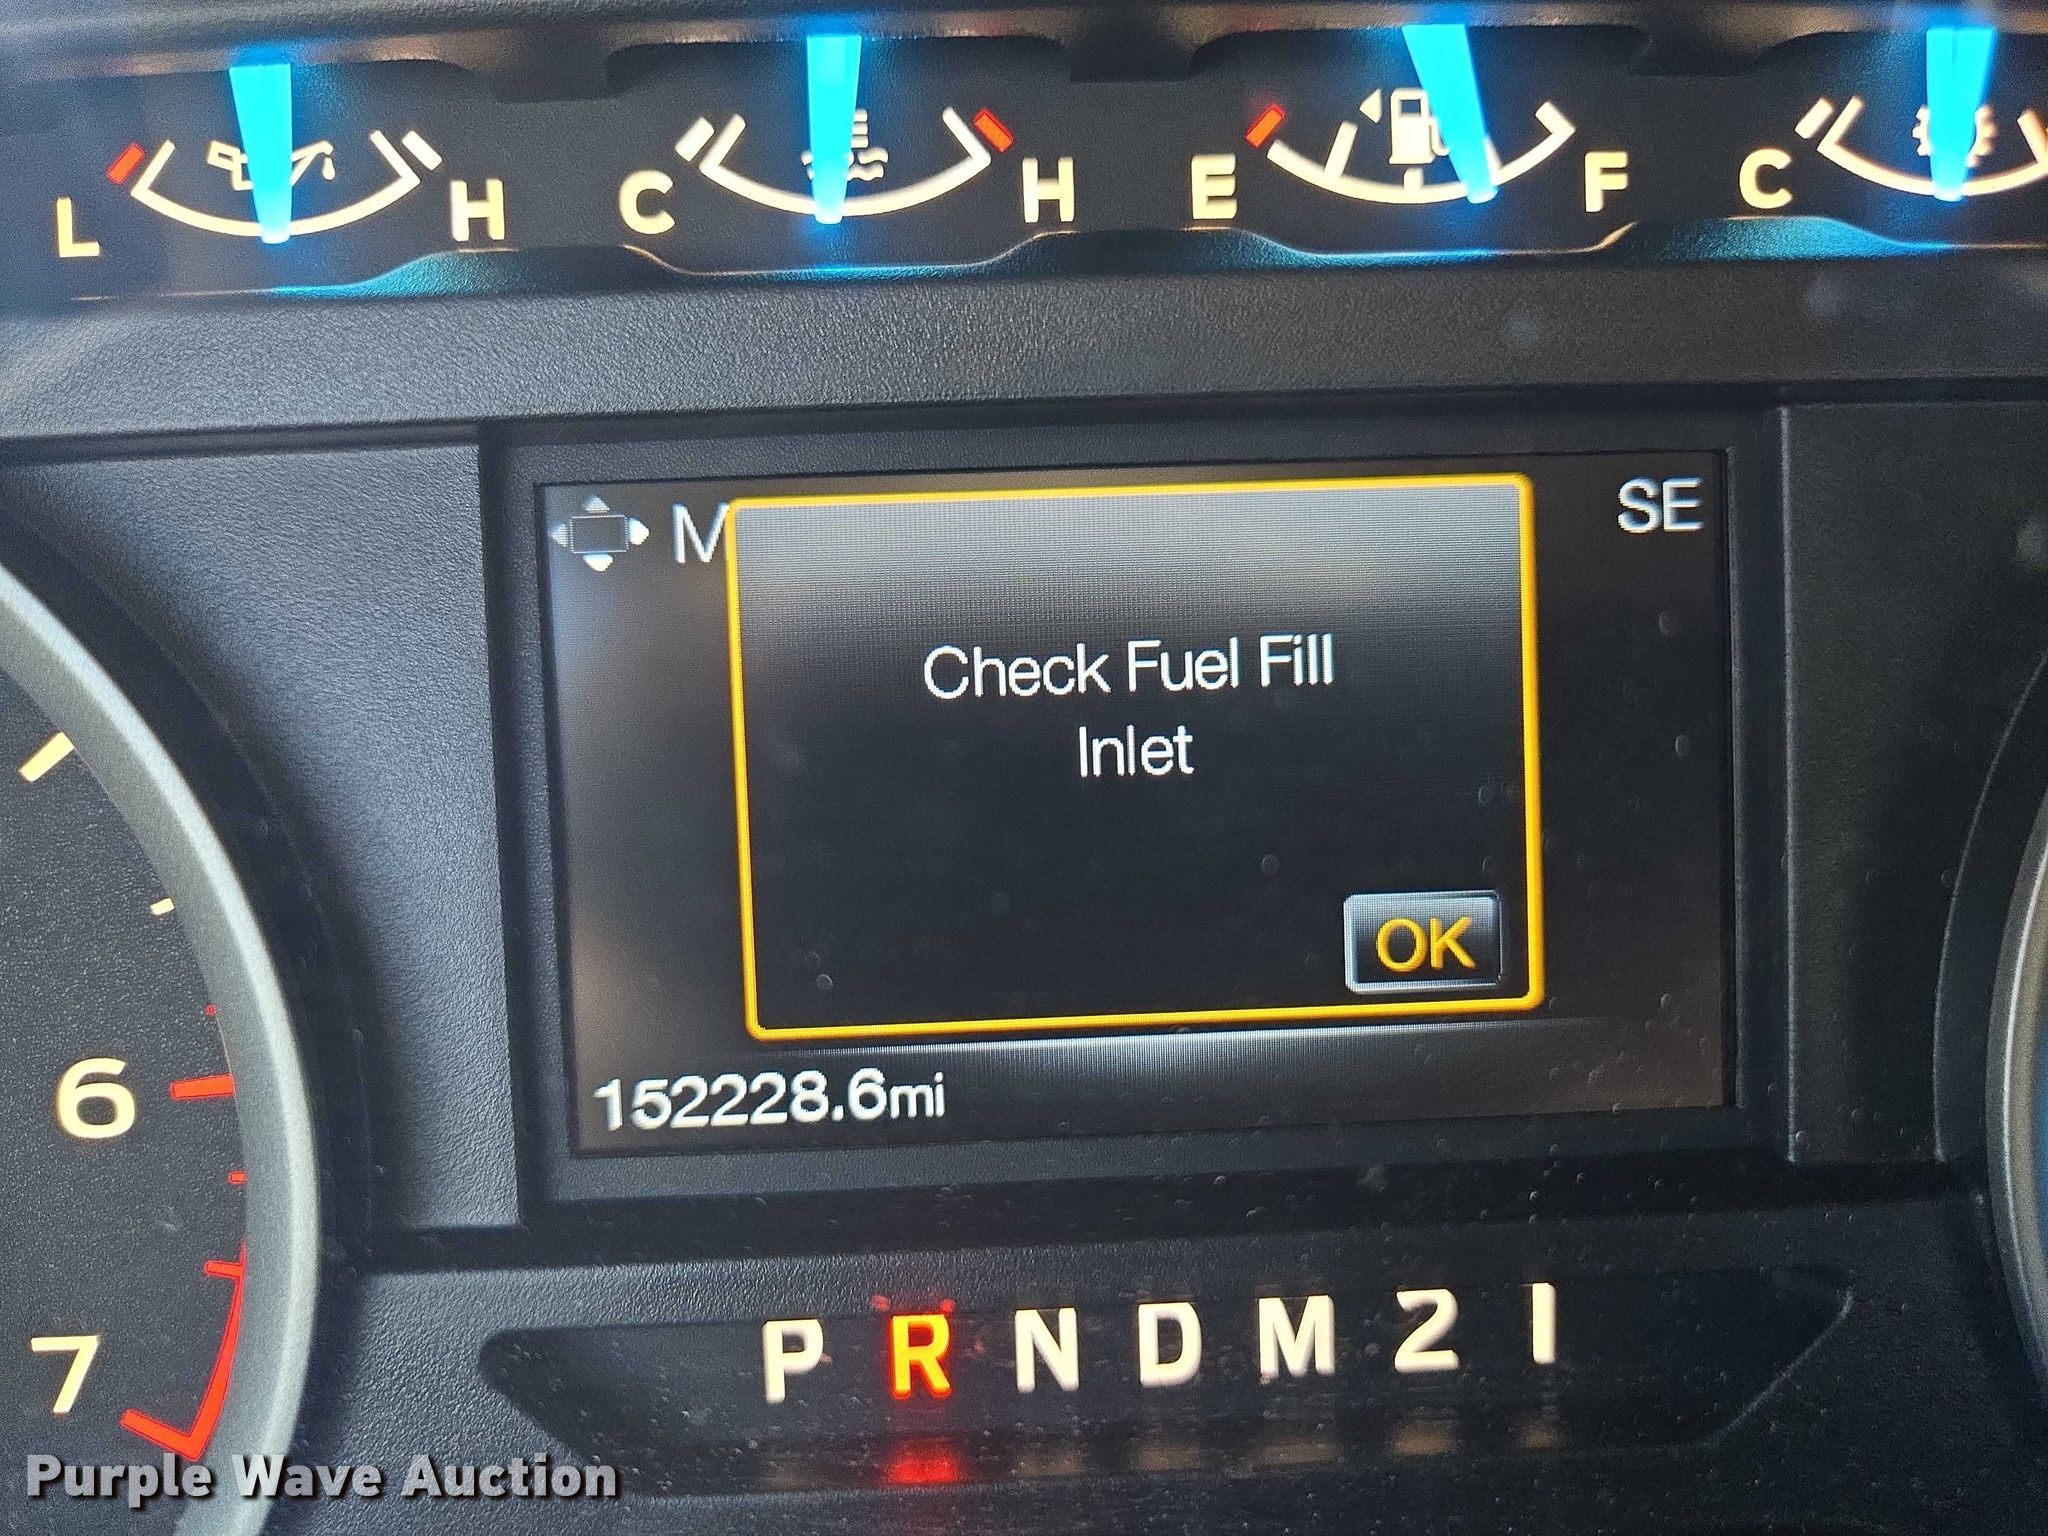 L H C H E F C
M SE
Check Fuel Fill
Inlet
OK
152228.6mi
6
7
P R N D M 2 1
Purple Wave Auction